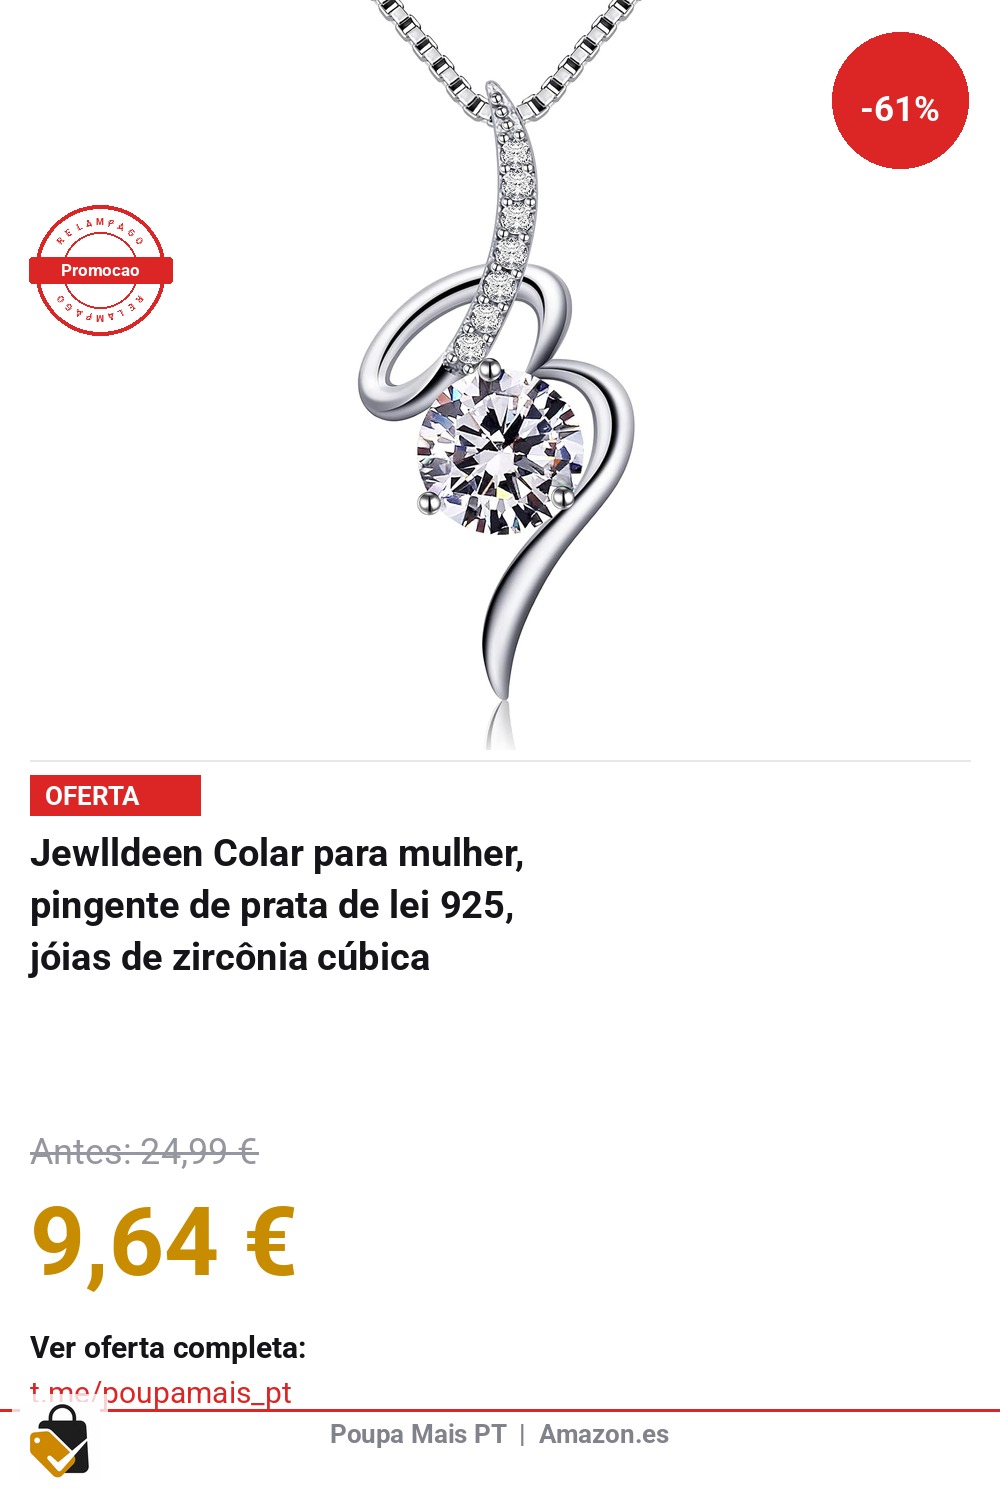 -61%
RELAMPAGO
Promocao
RELAMPAGO
OFERTA
Jewlldeen Colar para mulher,
pingente de prata de lei 925,
jóias de zircônia cúbica
Antes: 24,99 €
9,64 €
Ver oferta completa:
t.me/poupamais_pt
Poupa Mais PT | Amazon.es